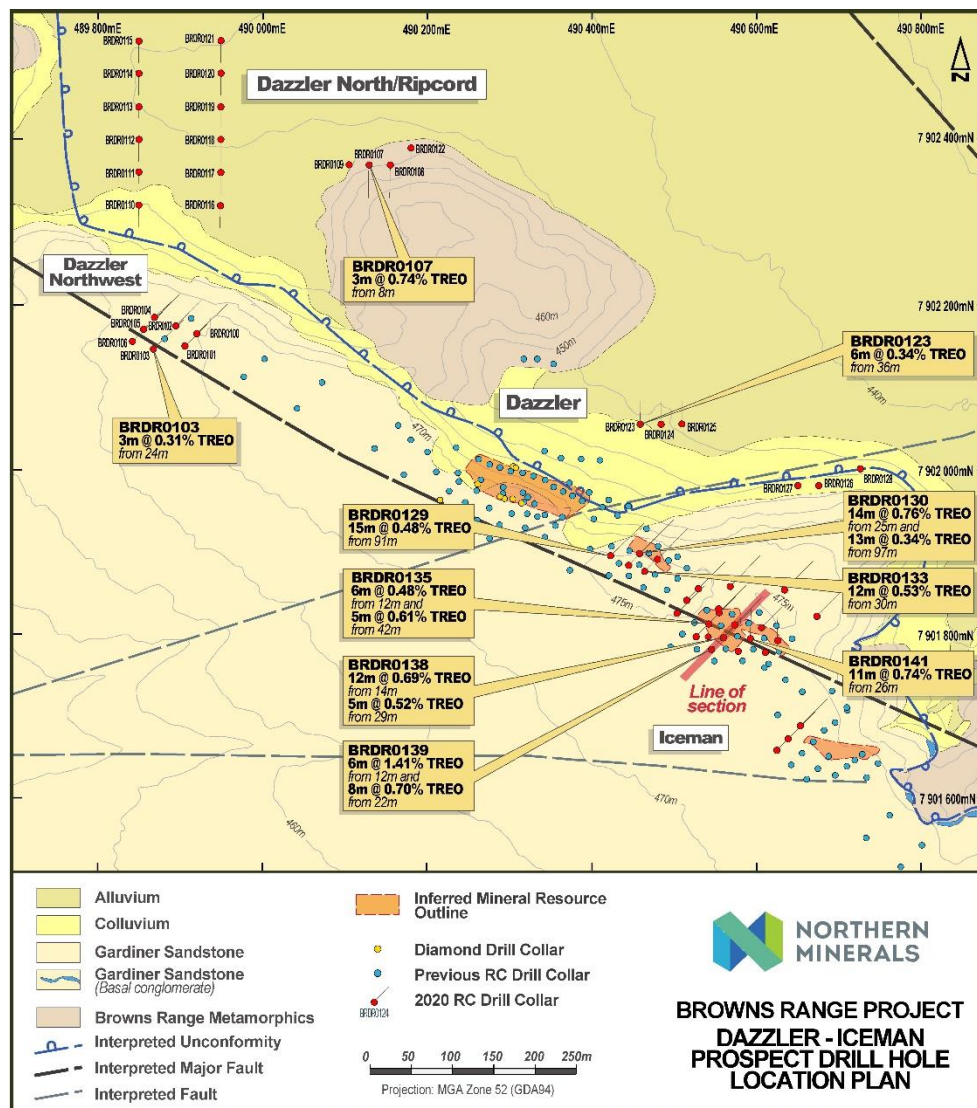 489 800mE
490 000mE
490 200mE
490 400mE
490 600mE
490 800mE
N
BRDR0115
BRDR0121
BRDR0114
BRDR0120
Dazzler North/Ripcord
BRDR0113
BRDR0119
BRDR0112
BRDR0118
7 902 400mN
BRDR0107
BRDR0122
BRDR0109
BRDR0108
BRDR0111
BRDR0117
BRDR0110
BRDR0116
Dazzler
Northwest
BRDR0107
3m @ 0.74% TREO
from 8m
7 902 200mN
BRDR0104
BRDR0105
BRDR0102
BRDR0100
BRDR0106
BRDR0103
BRDR0101
460m
450m
440m
BRDR0123
6m @ 0.34% TREO
from 36m
Dazzler
BRDR0103
3m @ 0.31% TREO
from 24m
470m
BRDR0123
BRDR0124
BRDR0125
7 902 000mN
BRDR0128
BRDR0127
BRDR0126
BRDR0129
15m @ 0.48% TREO
from 91m
BRDR0130
14m @ 0.76% TREO
from 25m and
13m @ 0.34% TREO
from 97m
BRDR0135
6m @ 0.48% TREO
from 12m and
5m @ 0.61% TREO
from 42m
475m
475m
BRDR0133
12m @ 0.53% TREO
from 30m
7 901 800mN
BRDR0138
12m @ 0.69% TREO
from 14m
5m @ 0.52% TREO
from 29m
BRDR0141
11m @ 0.74% TREO
from 26m
Line of
section
Iceman
BRDR0139
6m @ 1.41% TREO
from 12m and
8m @ 0.70% TREO
from 22m
7 901 600mN
470m
460m
Alluvium
Colluvium
Gardiner Sandstone
Gardiner Sandstone
(Basal conglomerate)
Browns Range Metamorphics
Interpreted Unconformity
Interpreted Major Fault
Interpreted Fault
Inferred Mineral Resource
Outline
Diamond Drill Collar
Previous RC Drill Collar
2020 RC Drill Collar
BRDR0124
0 50 100 150 200 250m
Projection: MGA Zone 52 (GDA94)
NORTHERN
MINERALS
BROWNS RANGE PROJECT
DAZZLER - ICEMAN
PROSPECT DRILL HOLE
LOCATION PLAN